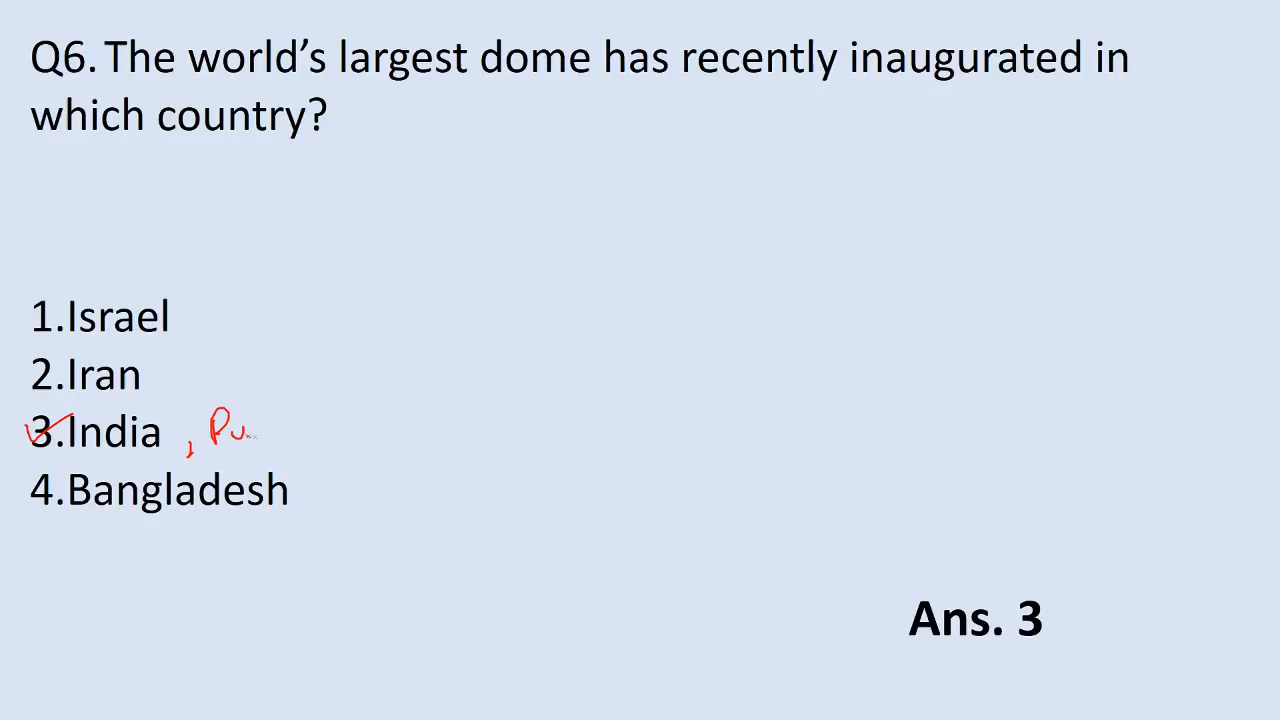 Q6. The world’s largest dome has recently inaugurated in
which country?
1.Israel
2.Iran
3.India , Pu
4.Bangladesh
Ans. 3